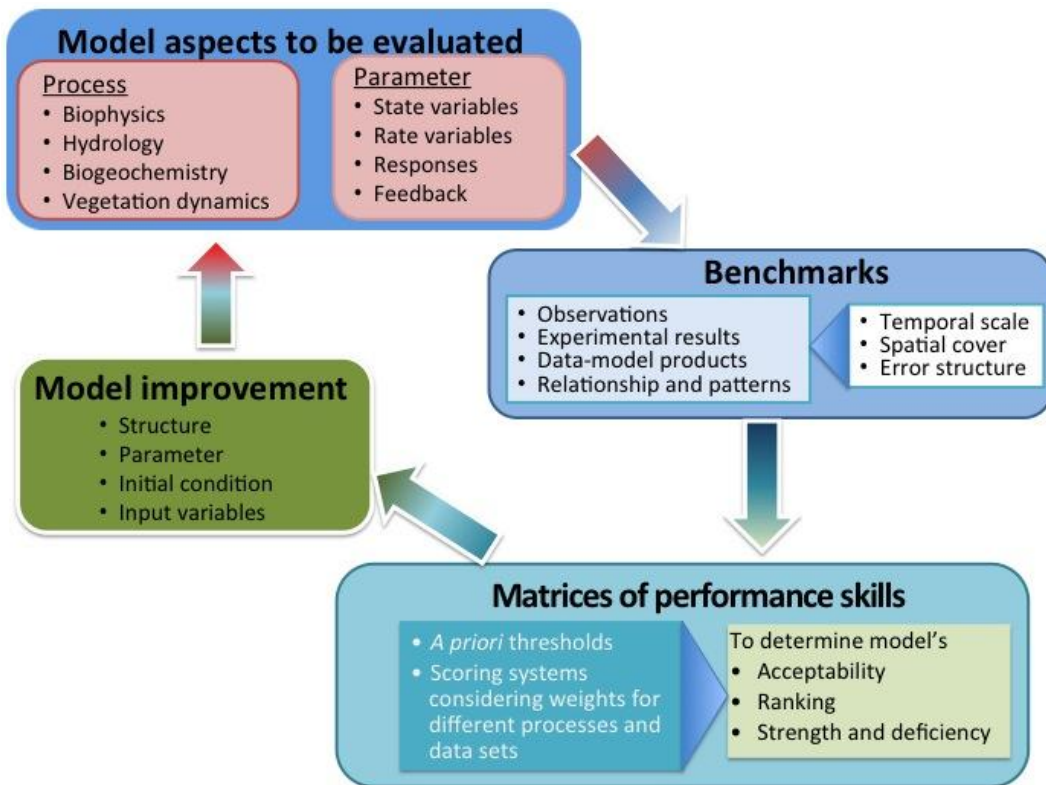 Model aspects to be evaluated
Process
• Biophysics
• Hydrology
• Biogeochemistry
• Vegetation dynamics
Parameter
• State variables
• Rate variables
• Responses
• Feedback
Benchmarks
• Observations
• Experimental results
• Data-model products
• Relationship and patterns
• Temporal scale
• Spatial cover
• Error structure
Matrices of performance skills
• A priori thresholds
• Scoring systems
considering weights for
different processes and
data sets
To determine model’s
• Acceptability
• Ranking
• Strength and deficiency
Model improvement
• Structure
• Parameter
• Initial condition
• Input variables